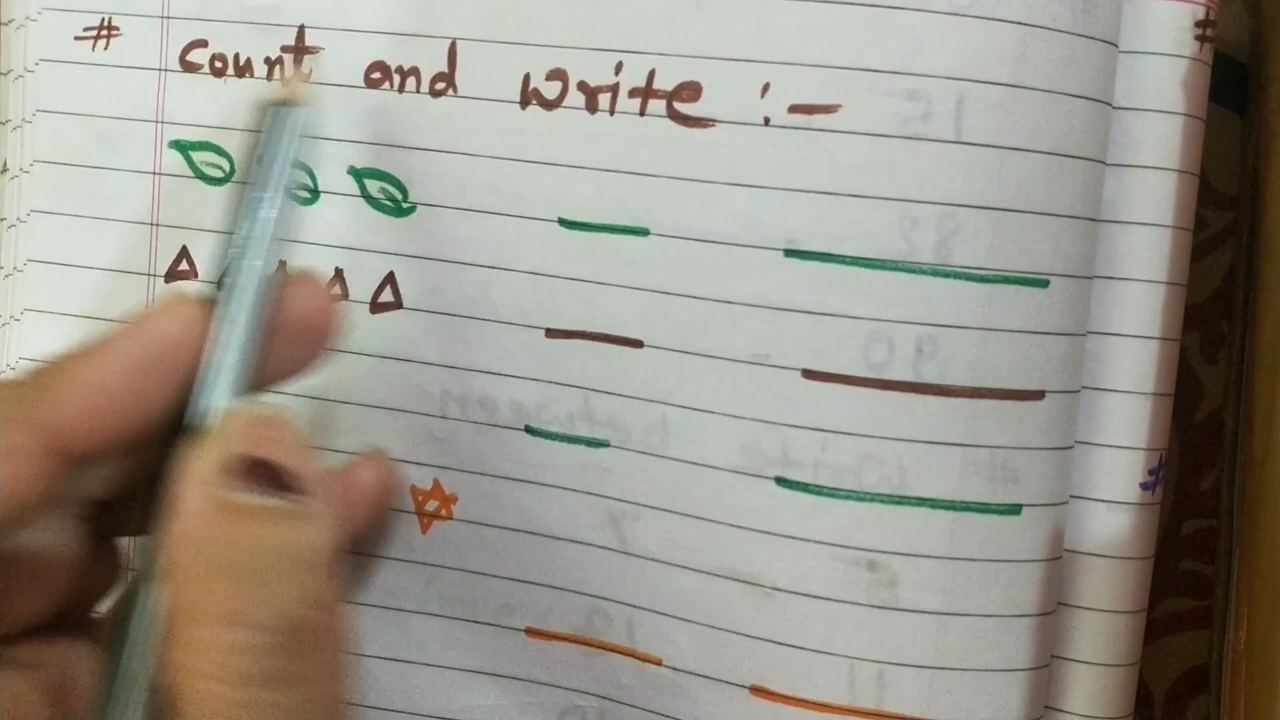 # Count and Write :-